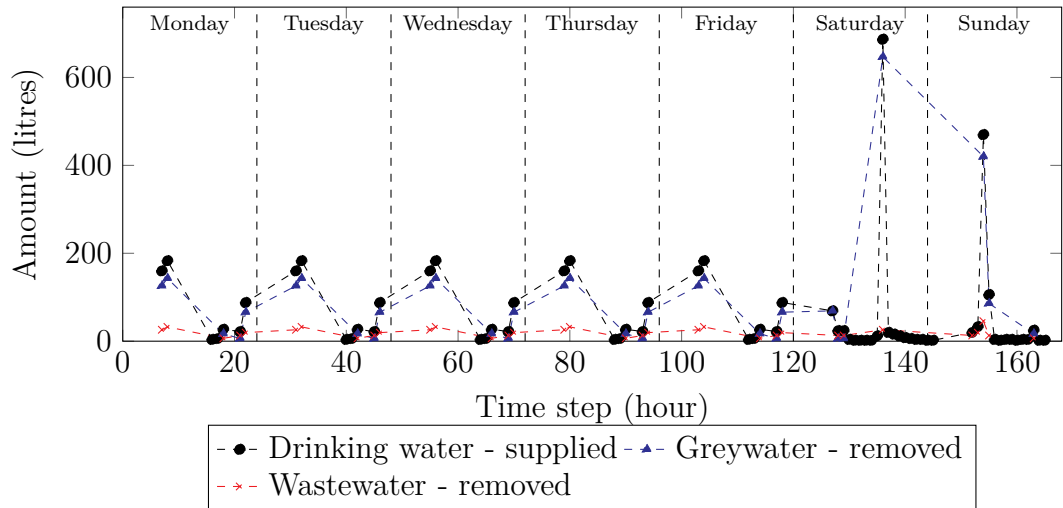 Monday Tuesday Wednesday Thursday Friday Saturday Sunday
600
400
200
0
Amount (litres)
0 20 40 60 80 100 120 140 160
Time step (hour)
Drinking water - supplied Greywater - removed
Wastewater - removed